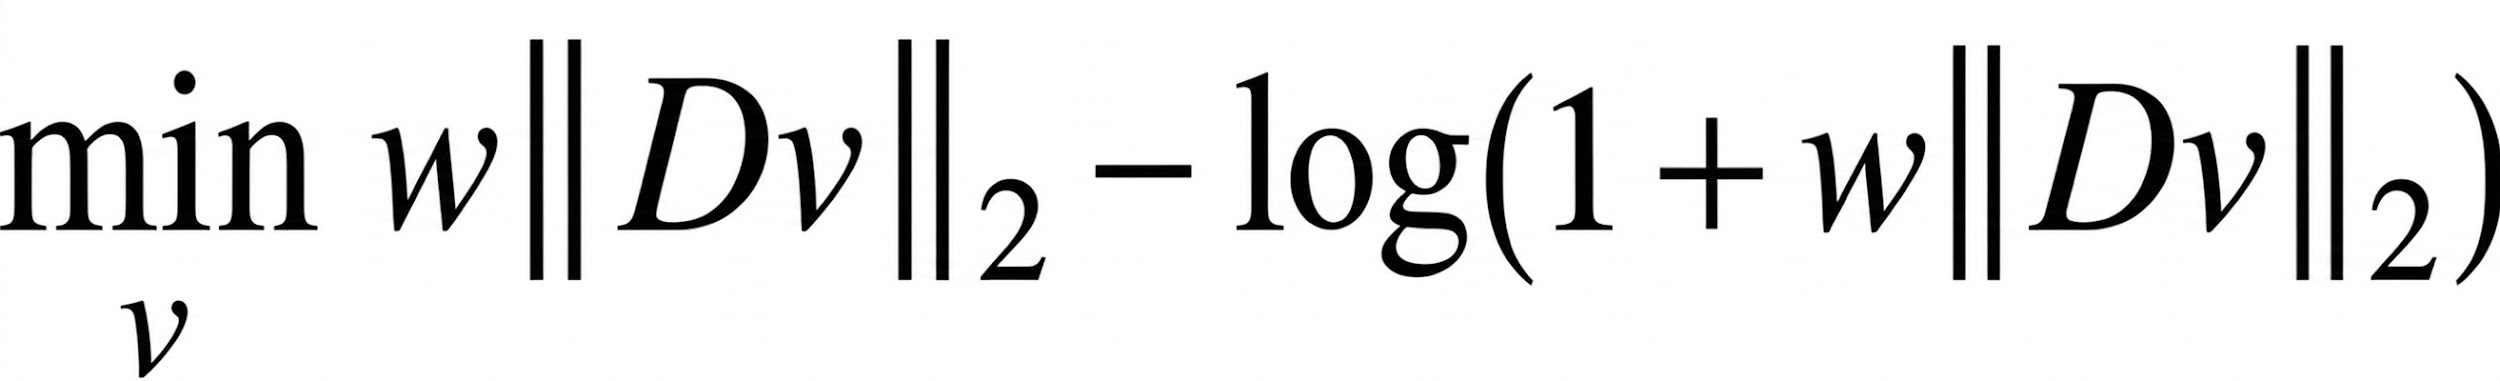 min w‖Dv‖₂ − log(1 + w‖Dv‖₂)
v